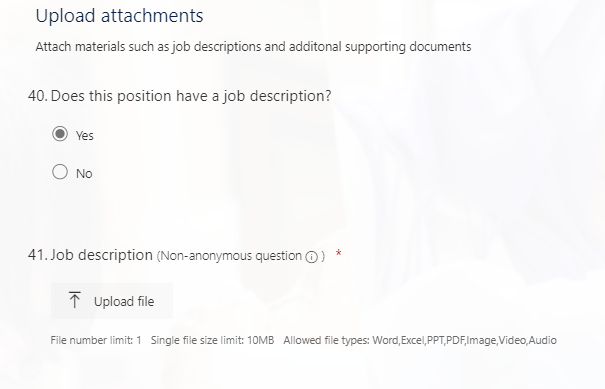 Upload attachments
Attach materials such as job descriptions and additonal supporting documents
40. Does this position have a job description?
Yes
No
41. Job description (Non-anonymous question ⓘ) *
Upload file
File number limit: 1 Single file size limit: 10MB Allowed file types: Word,Excel,PPT,PDF,Image,Video,Audio